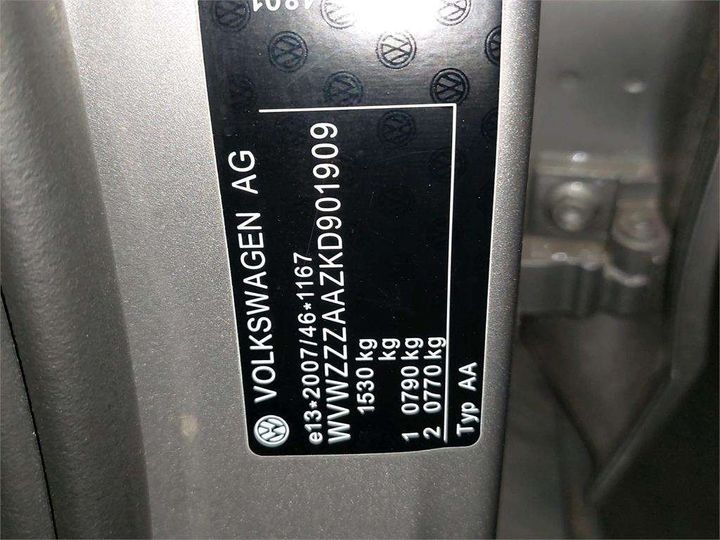 VOLKSWAGEN AG
e13*2007/46*1167
WVWZZZAAZKD901909
1530 kg
kg
1 0790 kg
2 0770 kg
Typ AA